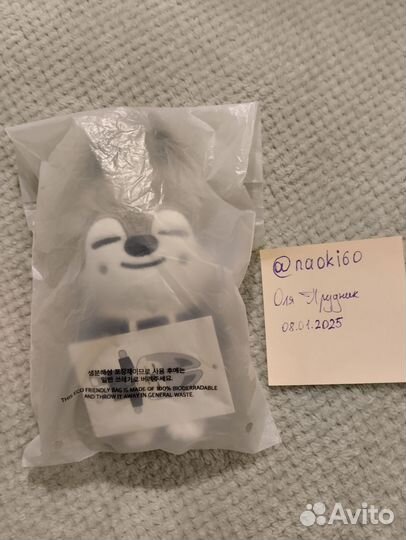 @naoki60
Оля Прудник
08.01.2025
생분해성 포장재이므로 사용 후에는
일반 쓰레기로 버려주세요.
THIS ECO FRIENDLY BAG IS MADE OF 100% BIODERRADABLE
AND THROW IT AWAY IN GENERAL WASTE.
Avito